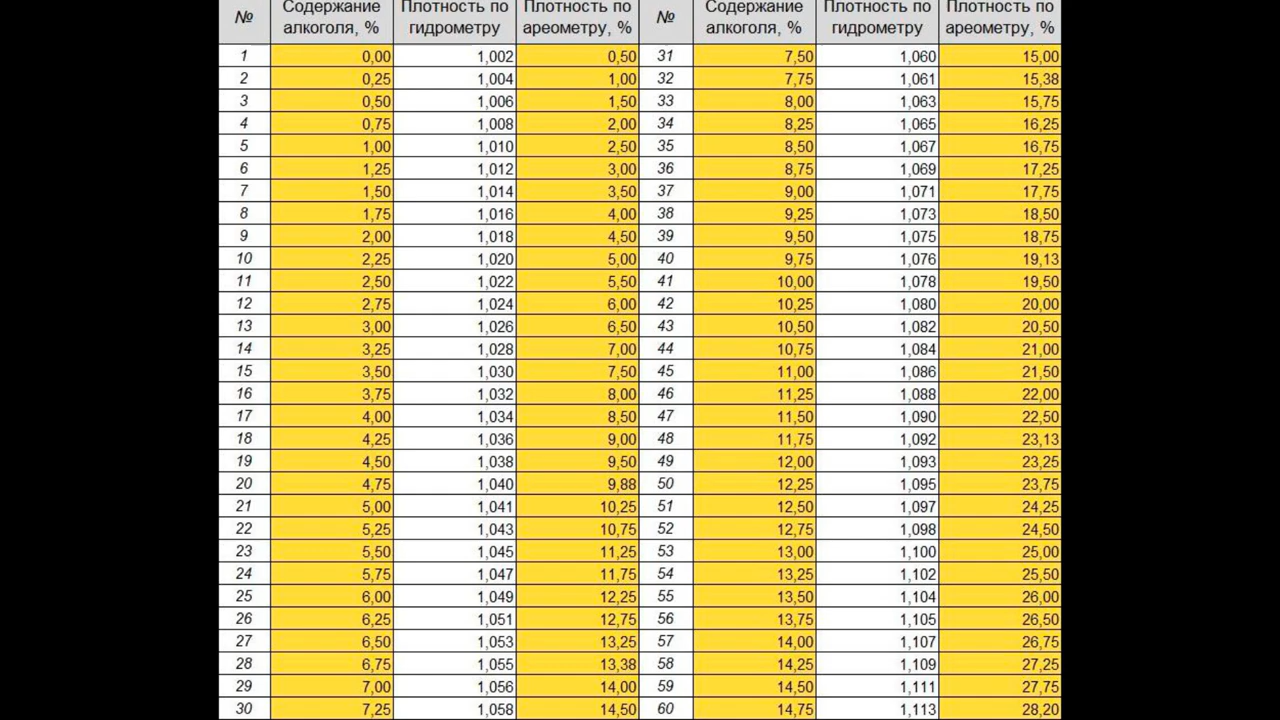 № Содержание алкоголя, % Плотность по гидрометру Плотность по ареометру, % № Содержание алкоголя, % Плотность по гидрометру Плотность по ареометру, %
1 0,00 1,002 0,50 31 7,50 1,060 15,00
2 0,25 1,004 1,00 32 7,75 1,061 15,38
3 0,50 1,006 1,50 33 8,00 1,063 15,75
4 0,75 1,008 2,00 34 8,25 1,065 16,25
5 1,00 1,010 2,50 35 8,50 1,067 16,75
6 1,25 1,012 3,00 36 8,75 1,069 17,25
7 1,50 1,014 3,50 37 9,00 1,071 17,75
8 1,75 1,016 4,00 38 9,25 1,073 18,50
9 2,00 1,018 4,50 39 9,50 1,075 18,75
10 2,25 1,020 5,00 40 9,75 1,076 19,13
11 2,50 1,022 5,50 41 10,00 1,078 19,50
12 2,75 1,024 6,00 42 10,25 1,080 20,00
13 3,00 1,026 6,50 43 10,50 1,082 20,50
14 3,25 1,028 7,00 44 10,75 1,084 21,00
15 3,50 1,030 7,50 45 11,00 1,086 21,50
16 3,75 1,032 8,00 46 11,25 1,088 22,00
17 4,00 1,034 8,50 47 11,50 1,090 22,50
18 4,25 1,036 9,00 48 11,75 1,092 23,13
19 4,50 1,038 9,50 49 12,00 1,093 23,25
20 4,75 1,040 9,88 50 12,25 1,095 23,75
21 5,00 1,041 10,25 51 12,50 1,097 24,25
22 5,25 1,043 10,75 52 12,75 1,098 24,50
23 5,50 1,045 11,25 53 13,00 1,100 25,00
24 5,75 1,047 11,75 54 13,25 1,102 25,50
25 6,00 1,049 12,25 55 13,50 1,104 26,00
26 6,25 1,051 12,75 56 13,75 1,105 26,50
27 6,50 1,053 13,25 57 14,00 1,107 26,75
28 6,75 1,055 13,38 58 14,25 1,109 27,25
29 7,00 1,056 14,00 59 14,50 1,111 27,75
30 7,25 1,058 14,50 60 14,75 1,113 28,20